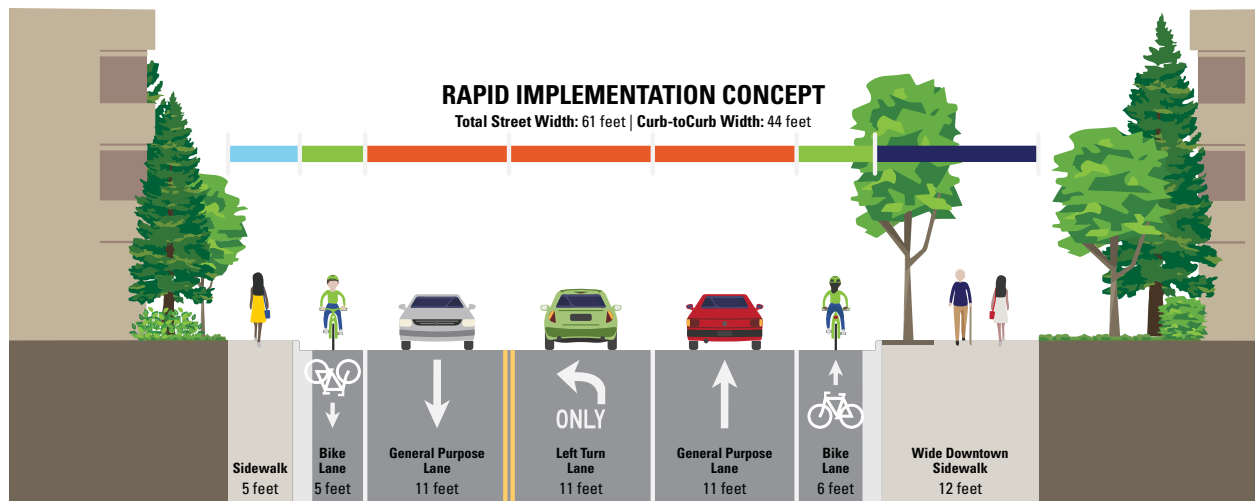 RAPID IMPLEMENTATION CONCEPT
Total Street Width: 61 feet | Curb-toCurb Width: 44 feet
ONLY
Sidewalk
5 feet
Bike
Lane
5 feet
General Purpose
Lane
11 feet
Left Turn
Lane
11 feet
General Purpose
Lane
11 feet
Bike
Lane
6 feet
Wide Downtown
Sidewalk
12 feet